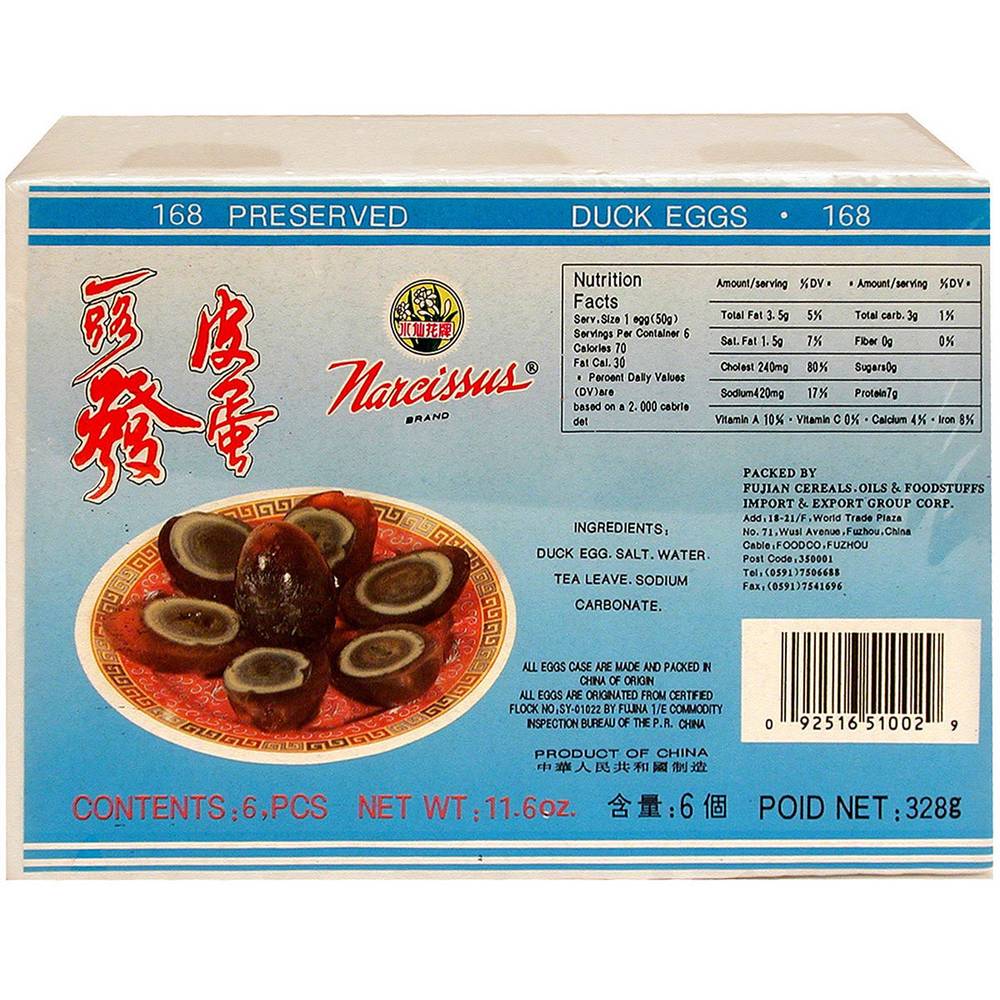 168 PRESERVED DUCK EGGS • 168
一路發
皮蛋
水仙花牌
Narcissus®
BRAND
Nutrition
Facts
Serv. Size 1 egg(50g)
Servings Per Container 6
Calories 70
Fat Cal. 30
* Percent Daily Values
(DV)are
based on a 2.000 cabrie
det
Amount/serving %DV* * Amount/serving %DV*
Total Fat 3.5g 5% Total carb. 3g 1%
Sat. Fat 1.5g 7% Fiber 0g 0%
Cholest 240mg 80% Sugars0g
Sodium420mg 17% Protein7g
Vitamin A 10% • Vitamin C 0% • Calcium 4% • Iron 8%
PACKED BY
FUJIAN CEREALS.OILS & FOODSTUFFS
IMPORT & EXPORT GROUP CORP.
Add:18-21/F.World Trade Plaza
No.71.Wusi Avenue,Fuzhou,China
Cable:FOODCO,FUZHOU
Post Code:350001
Tel:(0591)7506688
Fax:(0591)7541696
INGREDIENTS:
DUCK EGG. SALT. WATER.
TEA LEAVE. SODIUM
CARBONATE.
ALL EGGS CASE ARE MADE AND PACKED IN
CHINA OF ORIGIN
ALL EGGS ARE ORIGINATED FROM CERTIFIED
FLOCK NO:SY-01022 BY FUJINA 1/E COMMODITY
INSPECTION BUREAU OF THE P.R. CHINA
0 92516 51002 9
PRODUCT OF CHINA
中華人民共和國制造
CONTENTS:6,PCS NET WT:11.6oz. 含量:6個 POID NET:328g